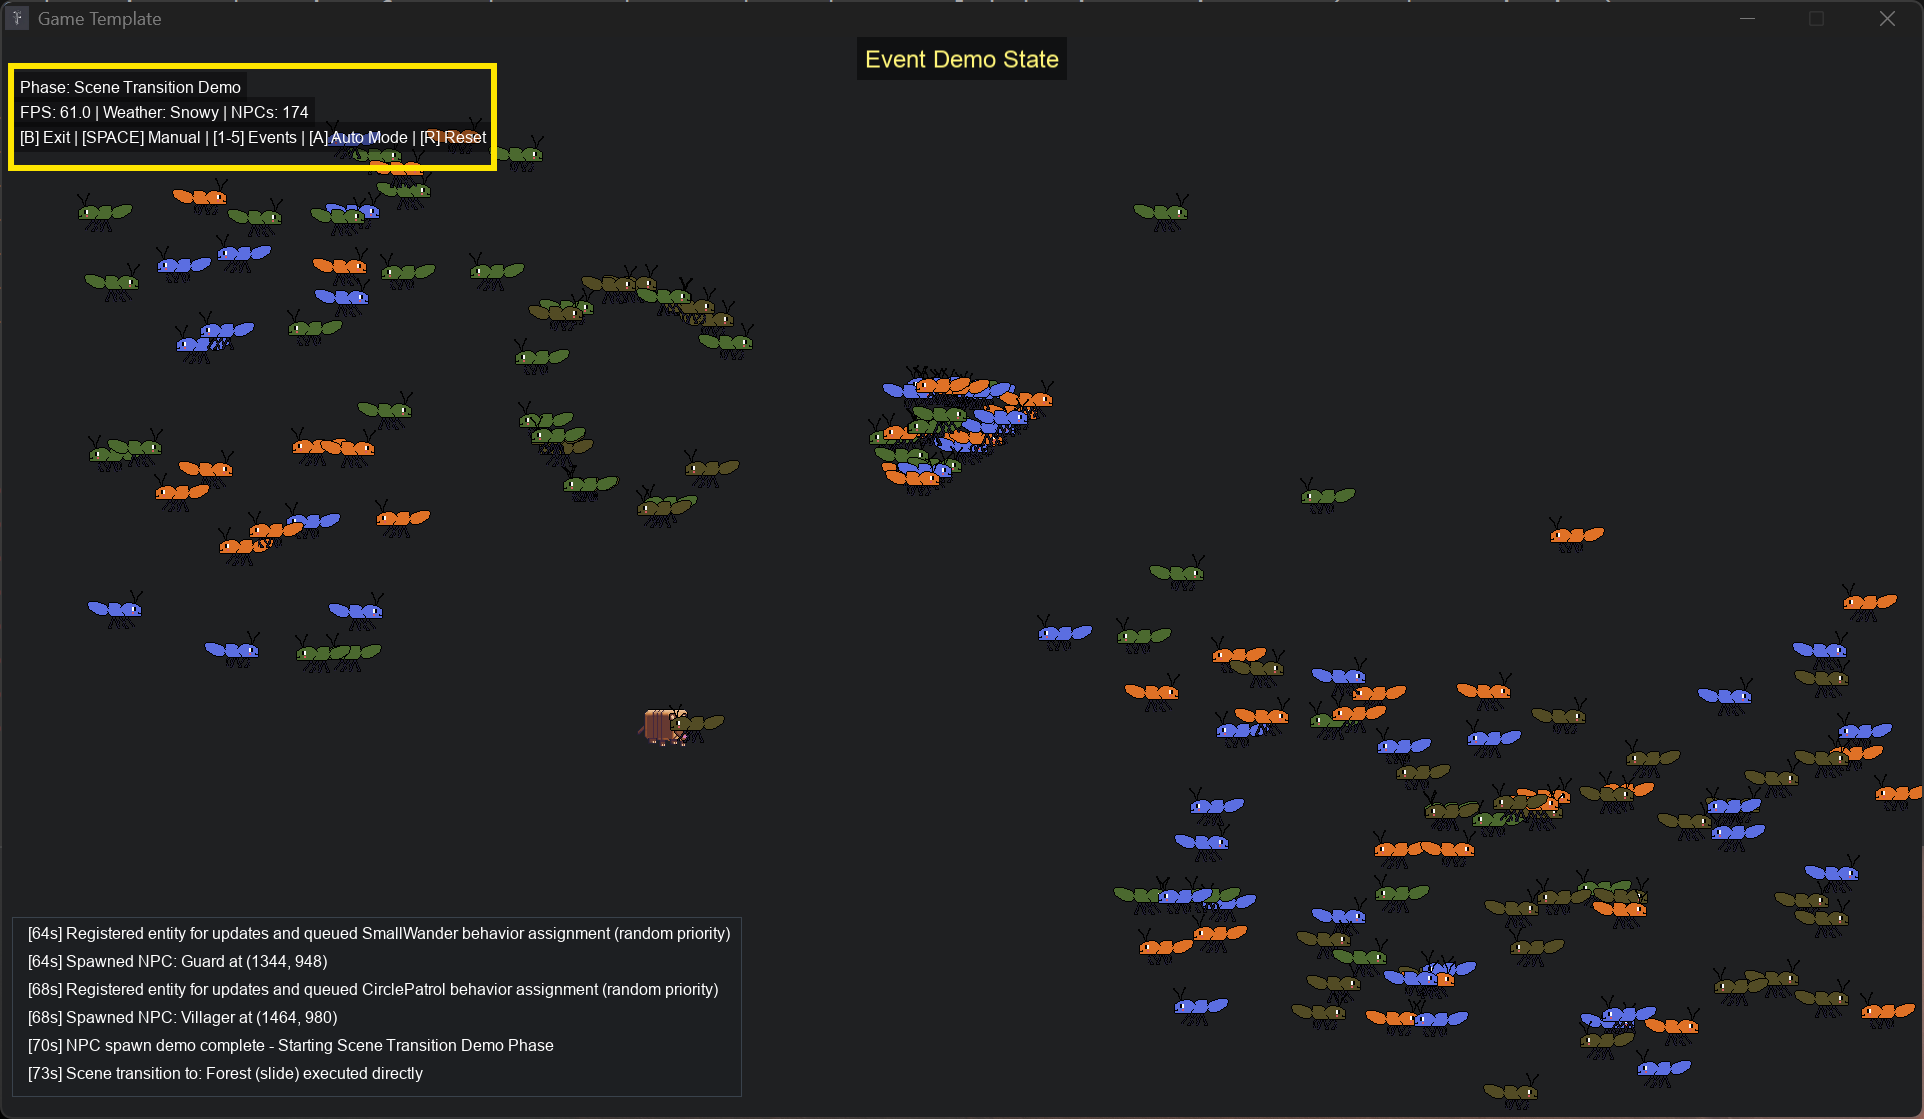 Game Template
Event Demo State
Phase: Scene Transition Demo
FPS: 61.0 | Weather: Snowy | NPCs: 174
[B] Exit | [SPACE] Manual | [1-5] Events | [A] Auto Mode | [R] Reset
[64s] Registered entity for updates and queued SmallWander behavior assignment (random priority)
[64s] Spawned NPC: Guard at (1344, 948)
[68s] Registered entity for updates and queued CirclePatrol behavior assignment (random priority)
[68s] Spawned NPC: Villager at (1464, 980)
[70s] NPC spawn demo complete - Starting Scene Transition Demo Phase
[73s] Scene transition to: Forest (slide) executed directly